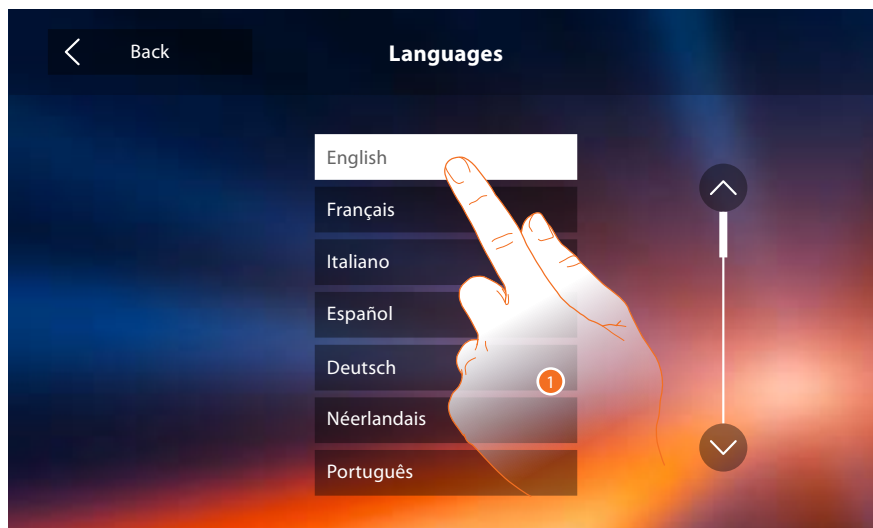 Back
Languages
English
Français
Italiano
Español
Deutsch
1
Néerlandais
Português